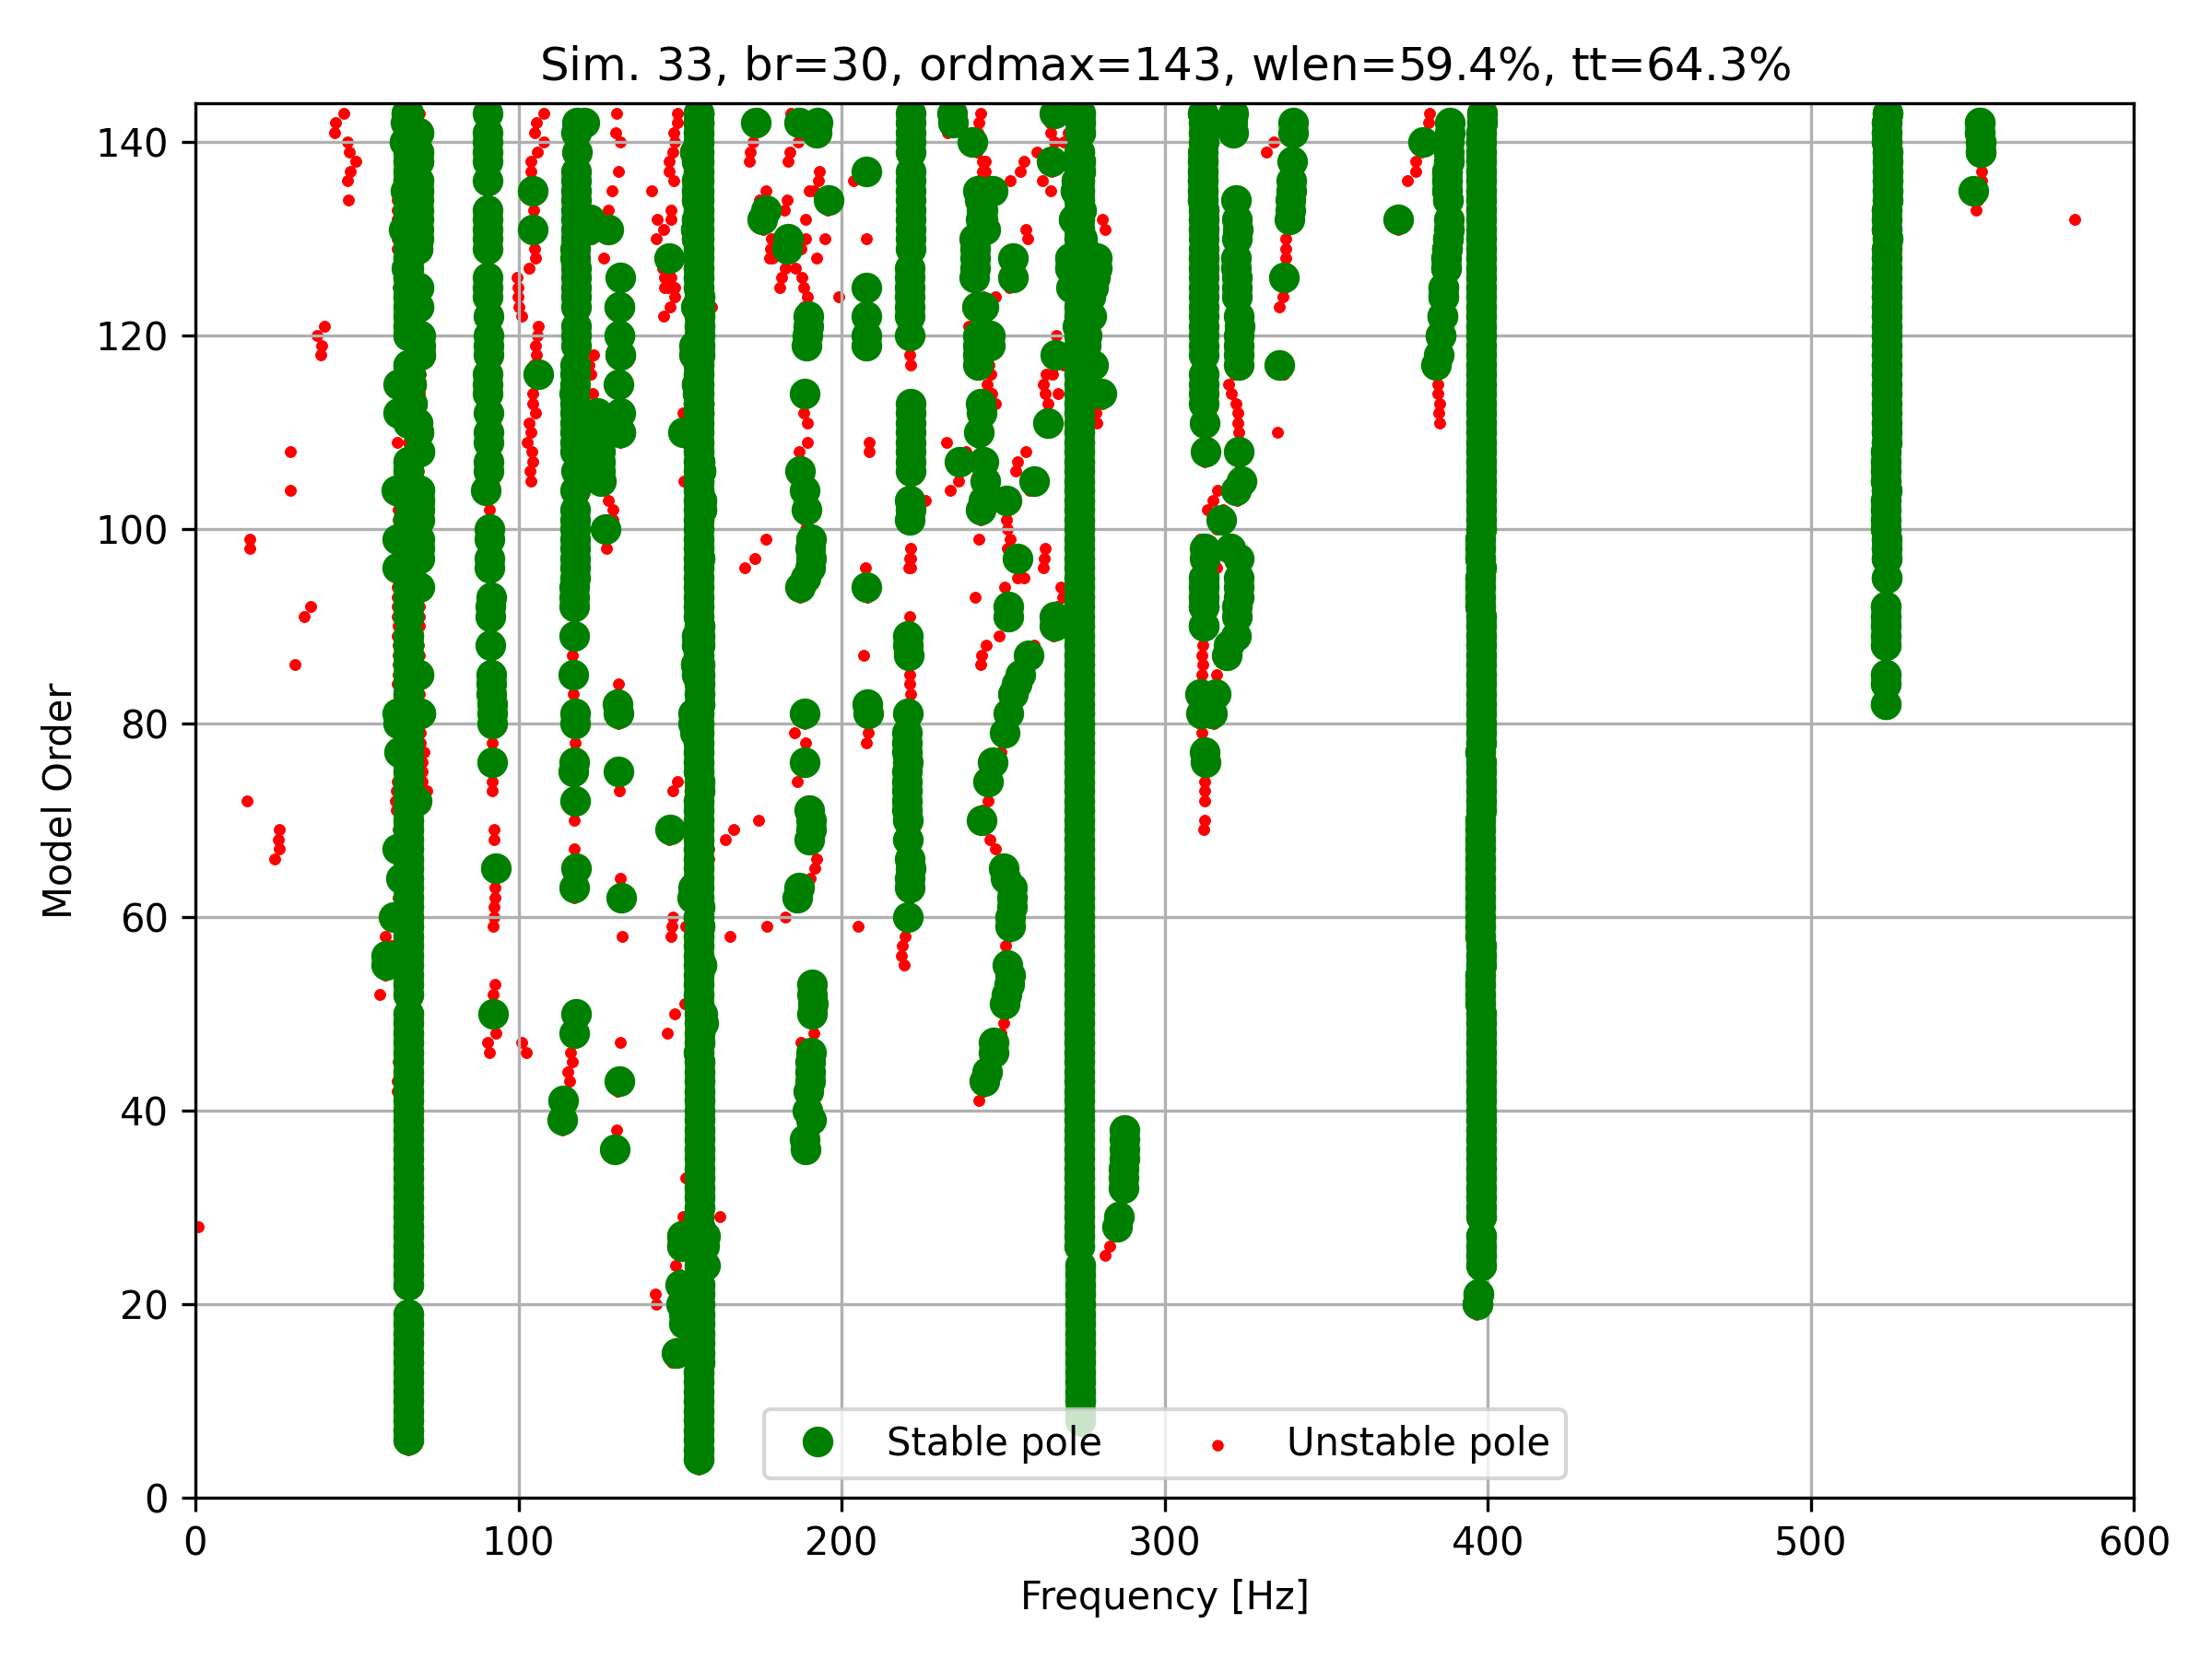 Sim. 33, br=30, ordmax=143, wlen=59.4%, tt=64.3%
140
120
100
80
60
40
20
0
Model Order
Stable pole Unstable pole
0 100 200 300 400 500 600
Frequency [Hz]